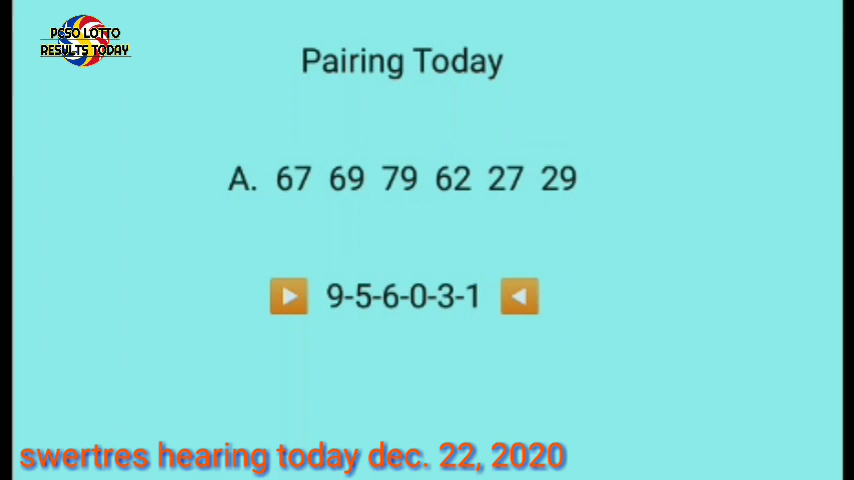 PCSO LOTTO
RESULTS TODAY
Pairing Today
A. 67 69 79 62 27 29
9-5-6-0-3-1
swertres hearing today dec. 22, 2020